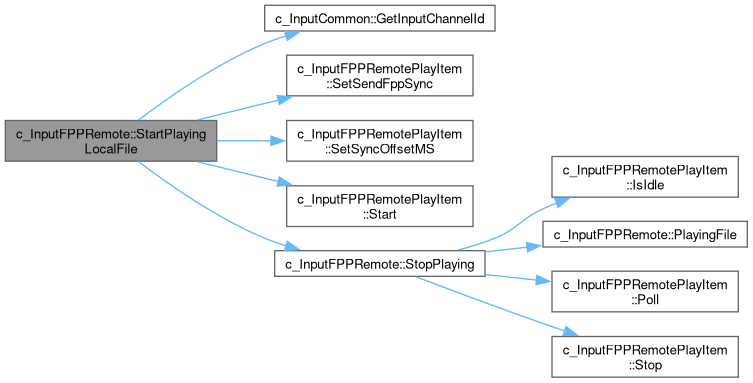 c_InputCommon::GetInputChannelId
c_InputFPPRemotePlayItem
::SetSendFppSync
c_InputFPPRemote::StartPlaying
LocalFile
c_InputFPPRemotePlayItem
::SetSyncOffsetMS
c_InputFPPRemotePlayItem
::Start
c_InputFPPRemote::StopPlaying
c_InputFPPRemotePlayItem
::IsIdle
c_InputFPPRemote::PlayingFile
c_InputFPPRemotePlayItem
::Poll
c_InputFPPRemotePlayItem
::Stop